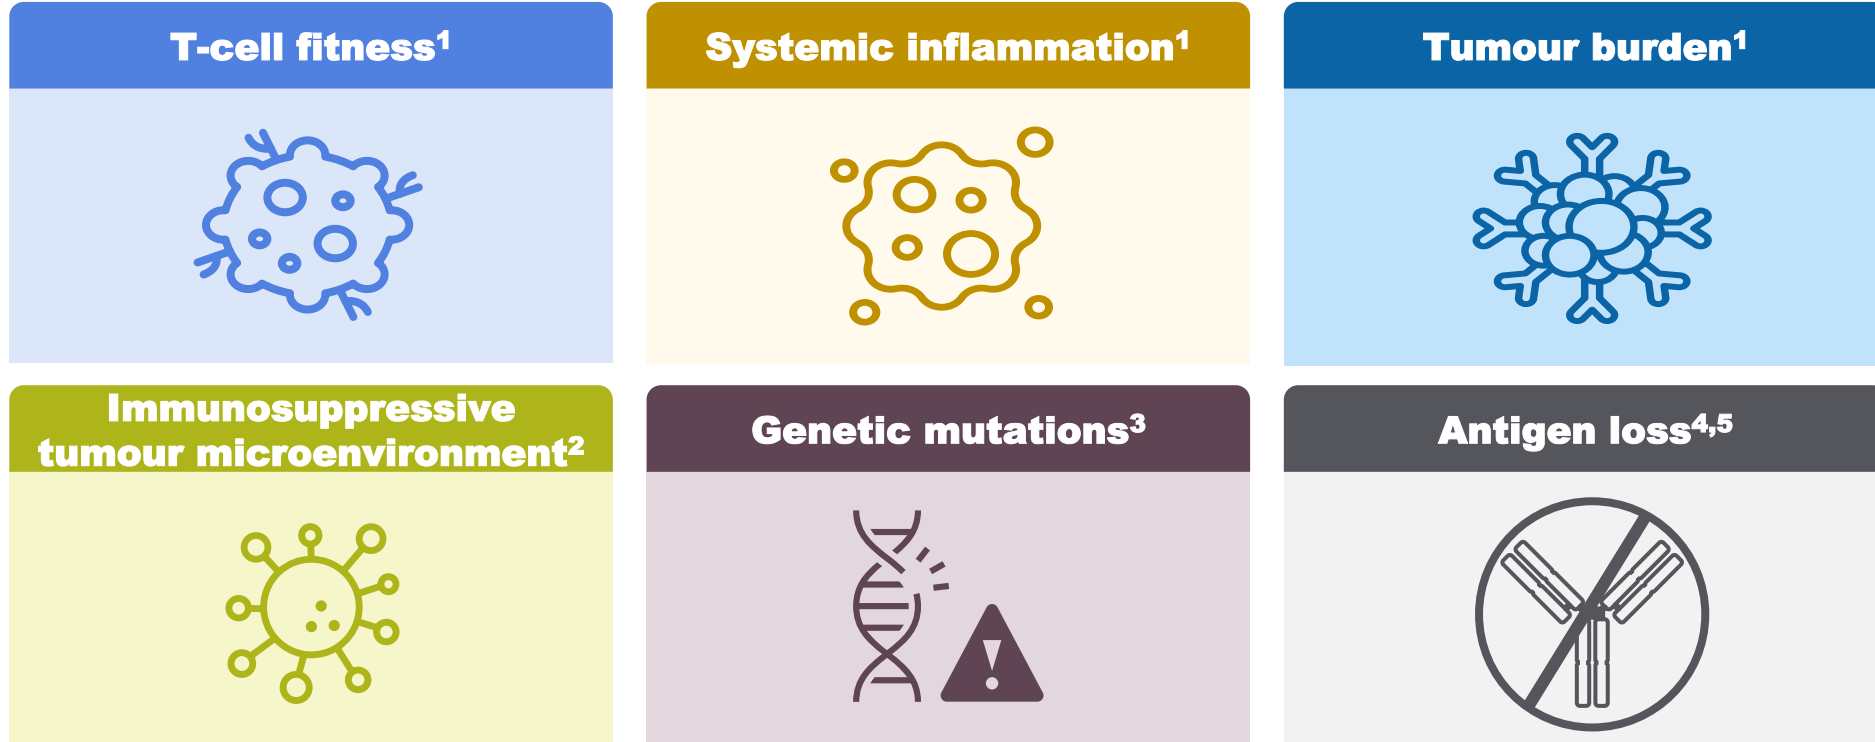 T-cell fitness¹
Systemic inflammation¹
Tumour burden¹
Immunosuppressive
tumour microenvironment²
Genetic mutations³
Antigen loss⁴,⁵